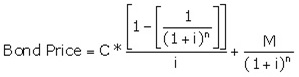 Bond Price = C * [1 - [1 / (1 + i)^n]] / i + M / (1 + i)^n